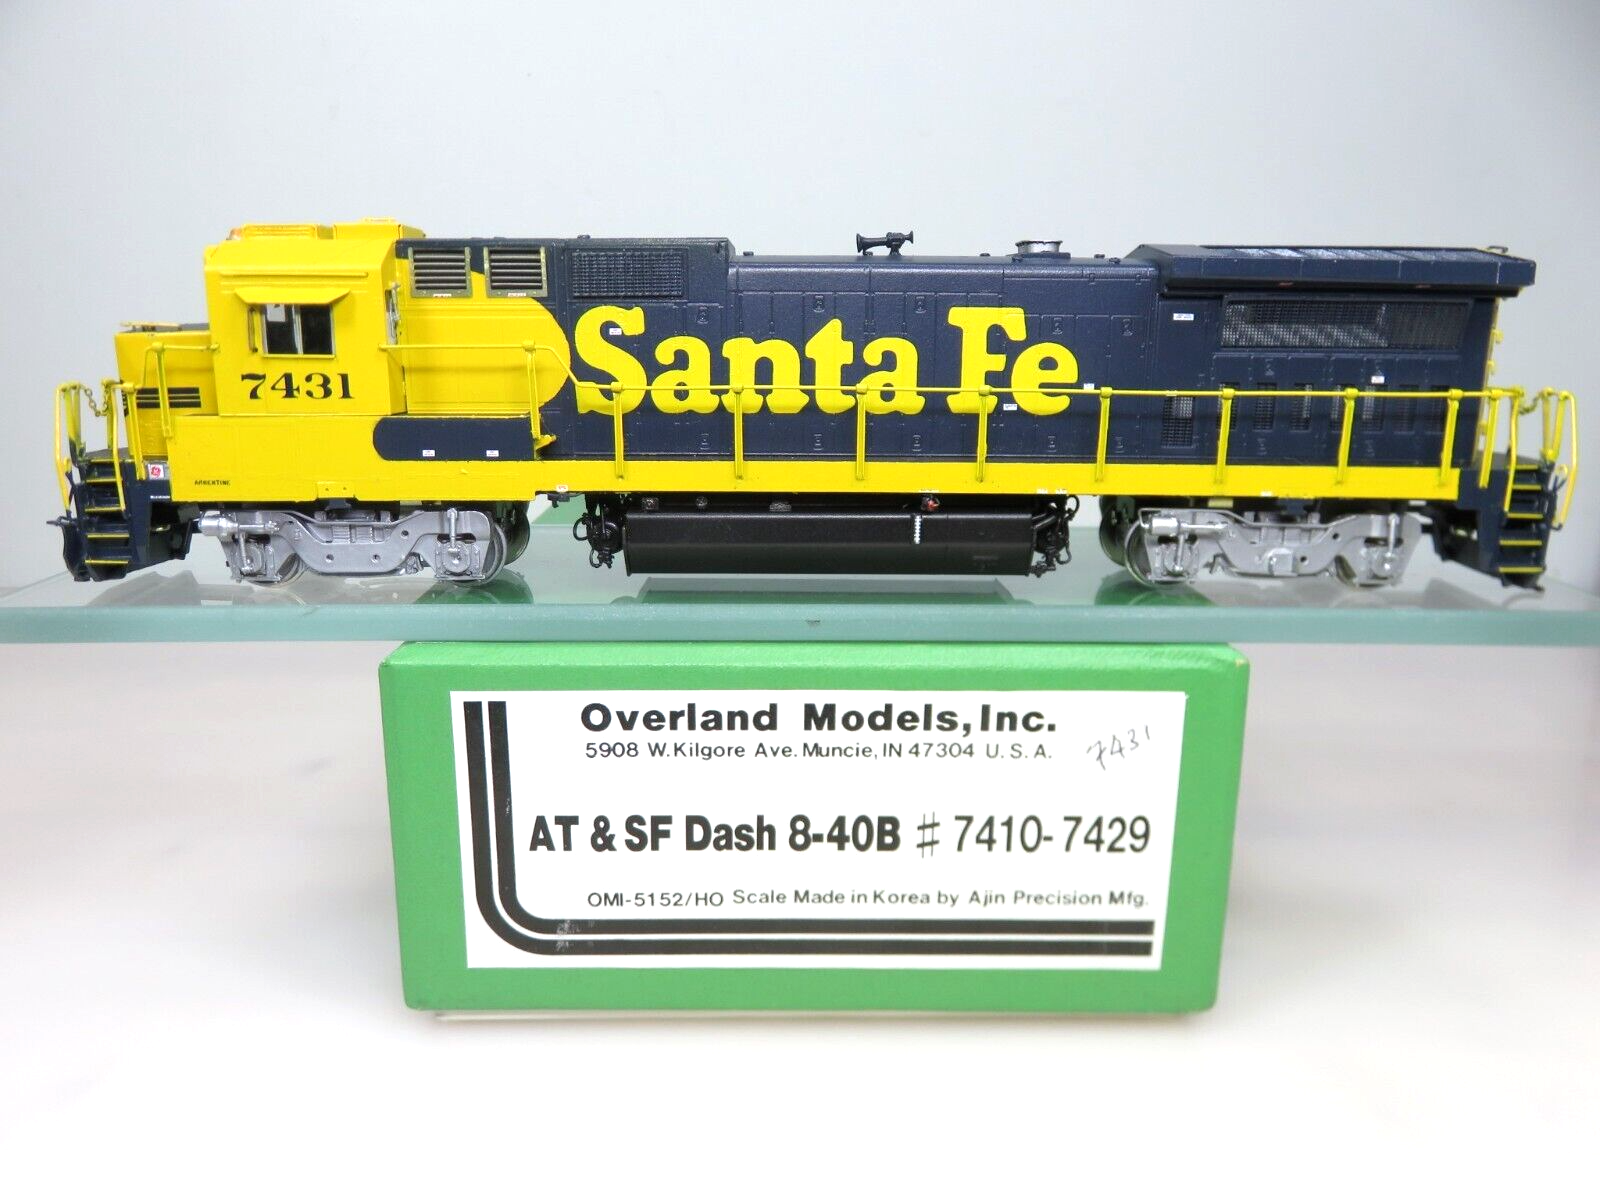 Santa Fe
7431
ARGENTINE
Overland Models, Inc.
5908 W. Kilgore Ave. Muncie, IN 47304 U. S. A.
7431
AT & SF Dash 8-40B # 7410-7429
OMI-5152/HO Scale Made in Korea by Ajin Precision Mfg.